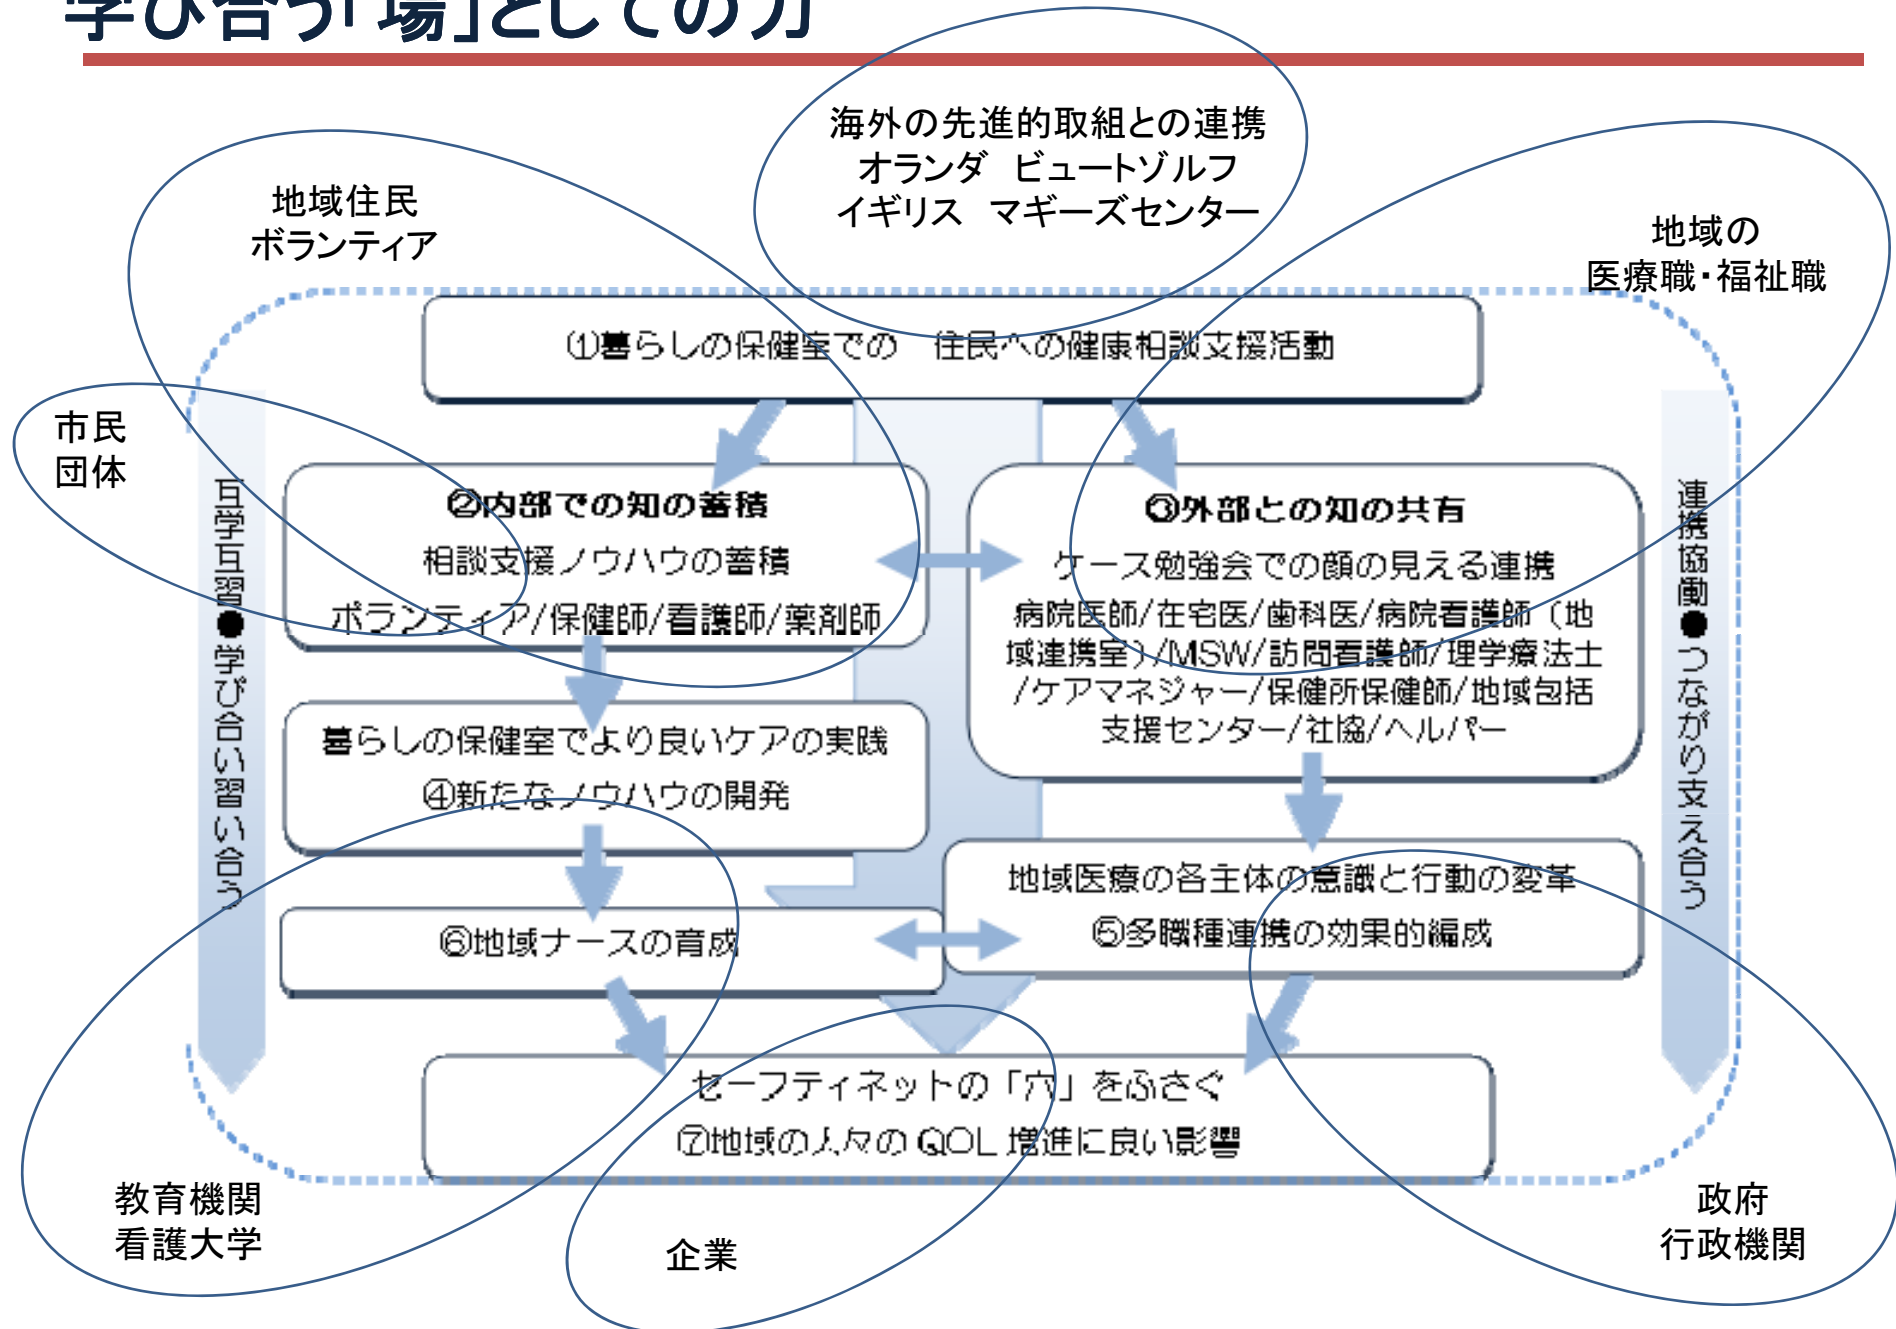 学び合う「場」としての力
海外の先進的取組との連携
オランダ　ビュートゾルフ
イギリス　マギーズセンター
地域住民
ボランティア
地域の
医療職・福祉職
市民
団体
①暮らしの保健室での　住民への健康相談支援活動
②内部での知の蓄積
相談支援ノウハウの蓄積
ボランティア/保健師/看護師/薬剤師
③外部との知の共有
ケース勉強会での顔の見える連携
病院医師/在宅医/歯科医/病院看護師（地
域連携室）/MSW/訪問看護師/理学療法士
/ケアマネジャー/保健所保健師/地域包括
支援センター/社協/ヘルパー
互学互習●学び合い習い合う
連携協働●つながり支え合う
暮らしの保健室でより良いケアの実践
④新たなノウハウの開発
地域医療の各主体の意識と行動の変革
⑤多職種連携の効果的編成
⑥地域ナースの育成
セーフティネットの「穴」をふさぐ
⑦地域の人々のQOL増進に良い影響
教育機関
看護大学
企業
政府
行政機関